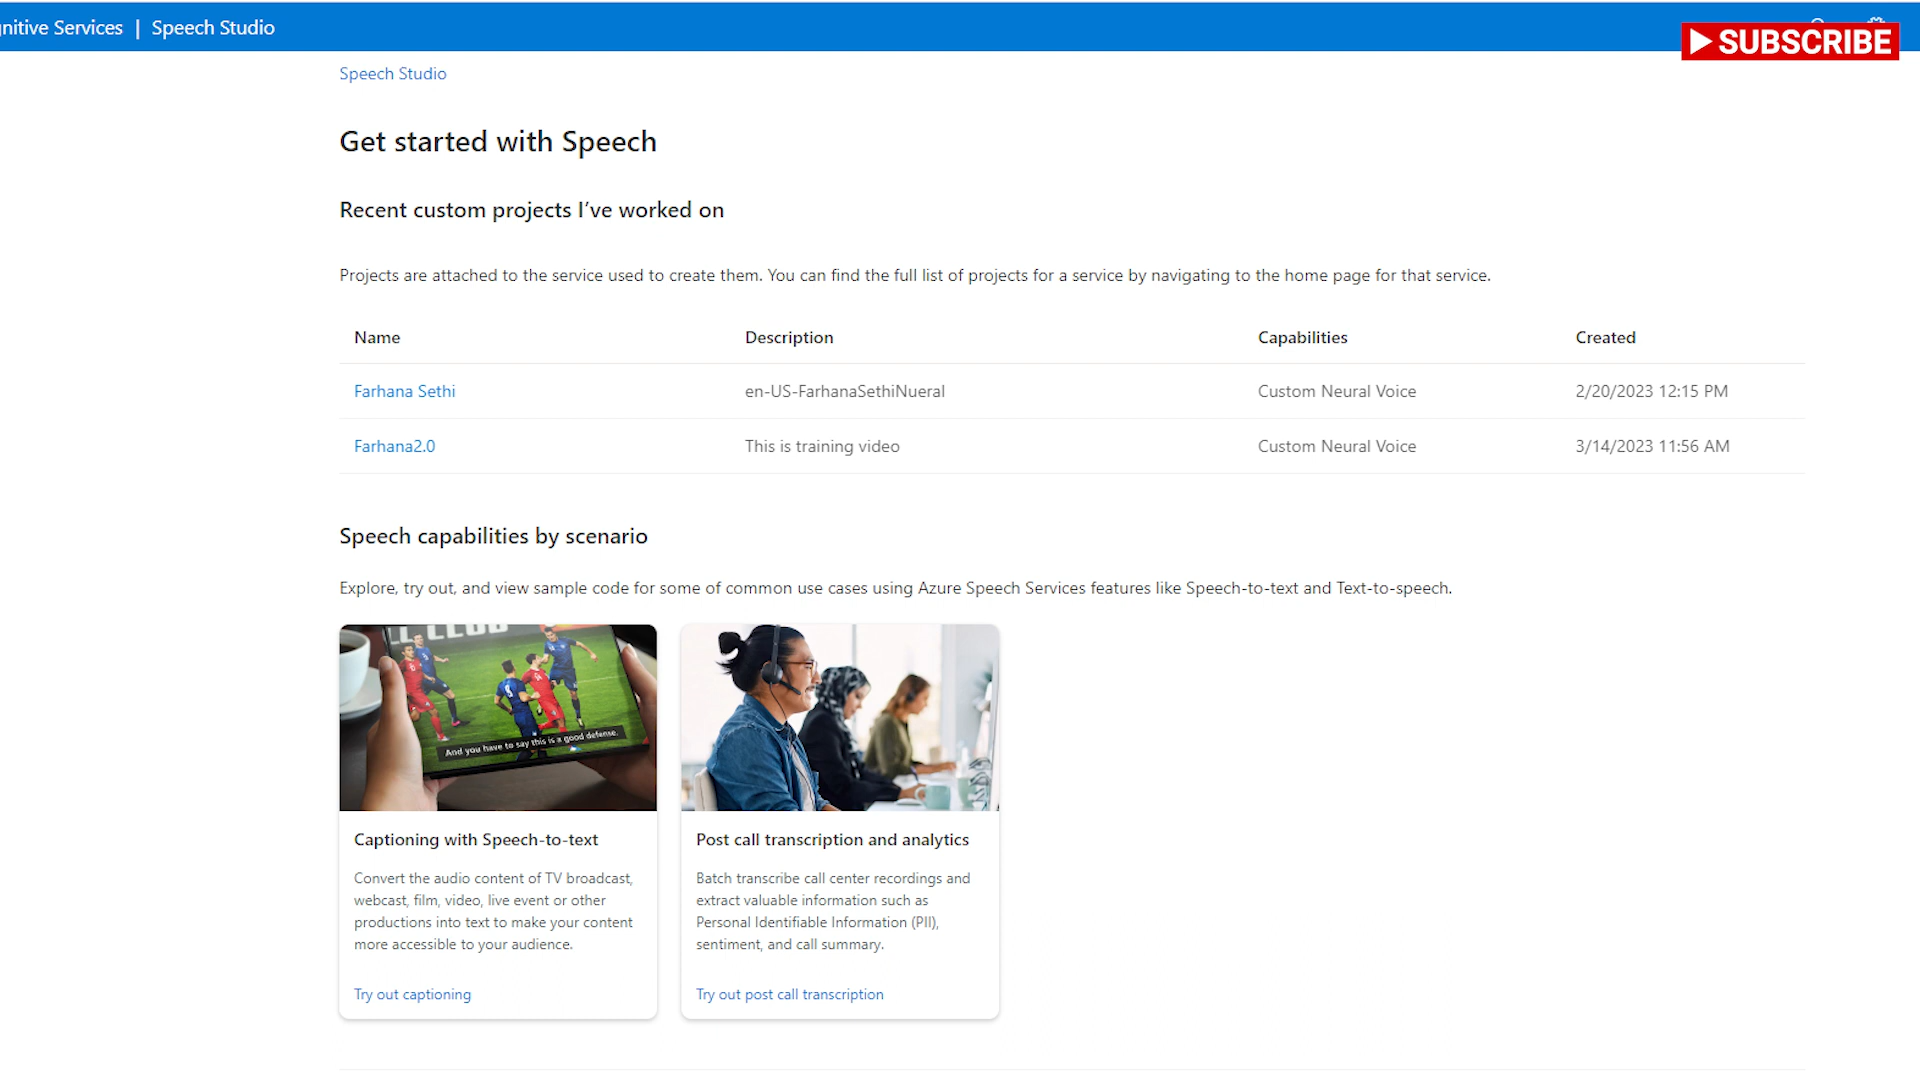 gnitive Services | Speech Studio
SUBSCRIBE
Speech Studio
Get started with Speech
Recent custom projects I've worked on
Projects are attached to the service used to create them. You can find the full list of projects for a service by navigating to the home page for that service.
Name Description Capabilities Created
Farhana Sethi en-US-FarhanaSethiNueral Custom Neural Voice 2/20/2023 12:15 PM
Farhana2.0 This is training video Custom Neural Voice 3/14/2023 11:56 AM
Speech capabilities by scenario
Explore, try out, and view sample code for some of common use cases using Azure Speech Services features like Speech-to-text and Text-to-speech.
And you have to say this is a good defense.
Captioning with Speech-to-text
Convert the audio content of TV broadcast,
webcast, film, video, live event or other
productions into text to make your content
more accessible to your audience.
Try out captioning
Post call transcription and analytics
Batch transcribe call center recordings and
extract valuable information such as
Personal Identifiable Information (PII),
sentiment, and call summary.
Try out post call transcription